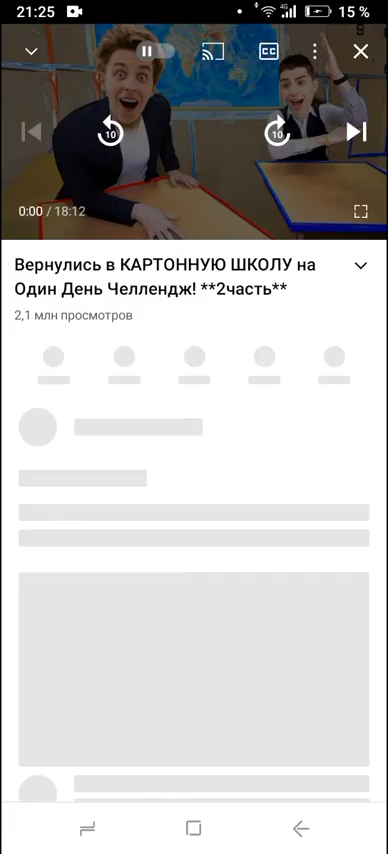 21:25
4G
15 %
CC
10
10
0:00 / 18:12
Вернулись в КАРТОННУЮ ШКОЛУ на
Один День Челлендж! **2часть**
2,1 млн просмотров